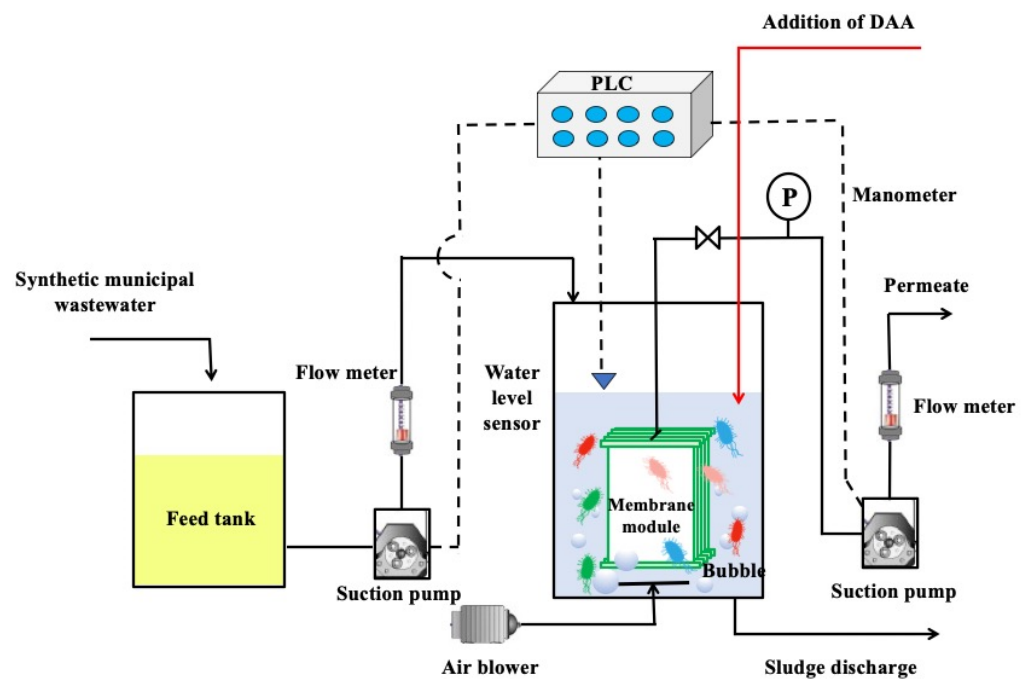 Addition of DAA
PLC
P
Manometer
Synthetic municipal
wastewater
Permeate
Flow meter
Water
level
sensor
Flow meter
Feed tank
Membrane
module
Bubble
Suction pump
Suction pump
Air blower
Sludge discharge